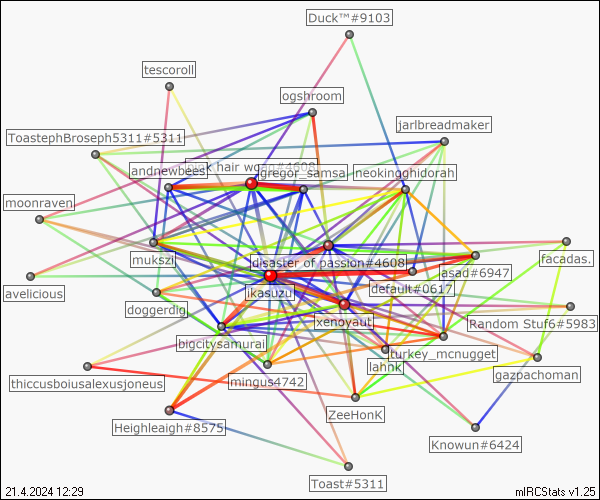 Duck™#9103
tescoroll
ogshroom
jarlbreadmaker
ToastephBroseph5311#5311
hair wgan#4608
andnewbees
gregor_samsa
neokingghidorah
moonraven
mukszi
disaster of passion#4608
facadas.
asad#6947
avelicious
default#0617
ikasuzu
doggerdig
xenoyaut
Random Stuf6#5983
bigcitysamurai
turkey_mcnugget
lahnk
gazpachoman
thiccusboiusalexusjoneus
mingus4742
ZeeHonK
Heighleaigh#8575
Knowun#6424
Toast#5311
21.4.2024 12:29
mIRCStats v1.25